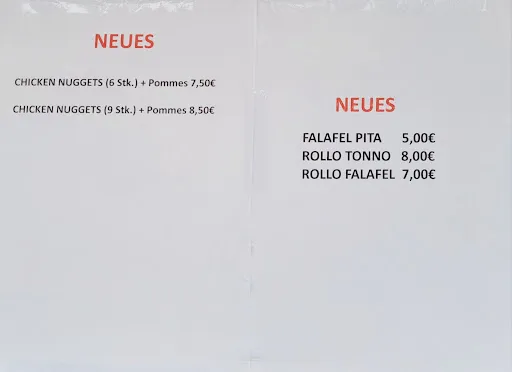 NEUES
CHICKEN NUGGETS (6 Stk.) + Pommes 7,50€
CHICKEN NUGGETS (9 Stk.) + Pommes 8,50€
NEUES
FALAFEL PITA 5,00€
ROLLO TONNO 8,00€
ROLLO FALAFEL 7,00€